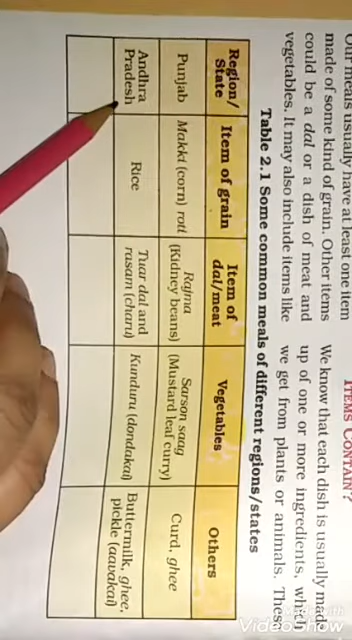 Our meals usually have at least one item
made of some kind of grain. Other items
could be a dal or a dish of meat and
vegetables. It may also include items like
ITEMS CONTAIN?
We know that each dish is usually made
up of one or more ingredients, which
we get from plants or animals. These
Table 2.1 Some common meals of different regions/states
Region/
State
Item of grain
Item of
dal/meat
Vegetables
Others
Punjab
Makki (corn) roti
Rajma
(Kidney beans)
Sarson saag
(Mustard leaf curry)
Curd, ghee
Andhra
Pradesh
Rice
Tuar dal and
rasam (charu)
Kunduru (dondakai)
Buttermilk, ghee,
pickle (aavakai)
VideoShow